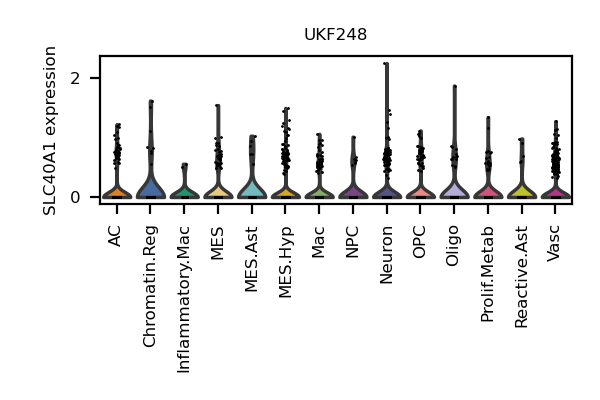 UKF248
SLC40A1 expression
2
0
AC
Chromatin.Reg
Inflammatory.Mac
MES
MES.Ast
MES.Hyp
Mac
NPC
Neuron
OPC
Oligo
Prolif.Metab
Reactive.Ast
Vasc